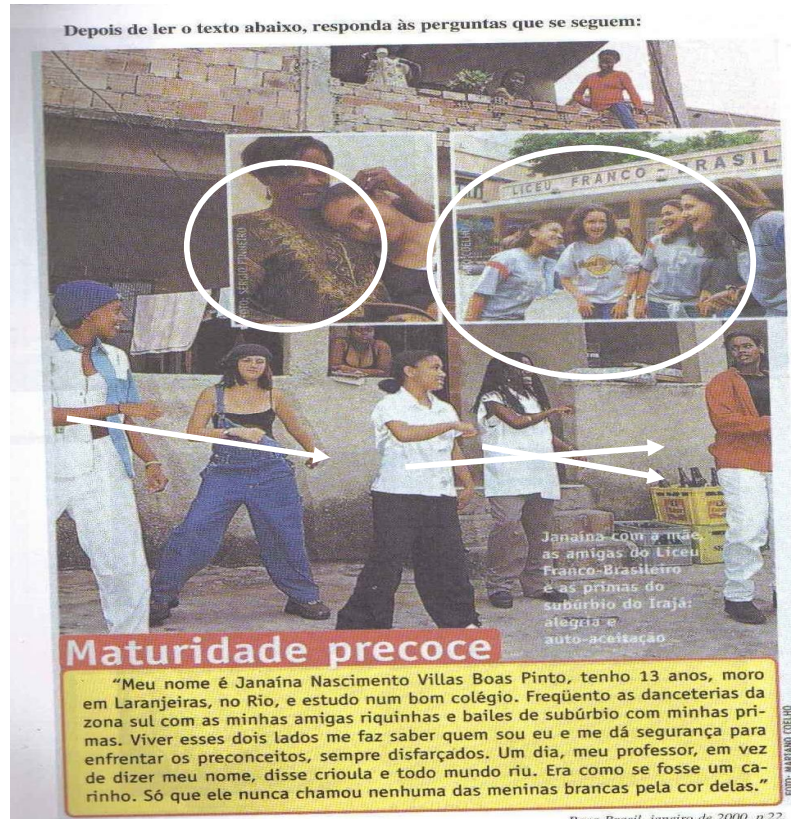 Depois de ler o texto abaixo, responda às perguntas que se seguem:
FOTO: SERGIO PINHEIRO
COELHO
LICEU FRANCO - BRASIL
Janaína com a mãe,
as amigas do Liceu
Franco-Brasileiro
e as primas do
subúrbio do Irajá:
alegria e
auto-aceitação
Maturidade precoce
“Meu nome é Janaína Nascimento Villas Boas Pinto, tenho 13 anos, moro
em Laranjeiras, no Rio, e estudo num bom colégio. Freqüento as danceterias da
zona sul com as minhas amigas riquinhas e bailes de subúrbio com minhas pri-
mas. Viver esses dois lados me faz saber quem sou eu e me dá segurança para
enfrentar os preconceitos, sempre disfarçados. Um dia, meu professor, em vez
de dizer meu nome, disse crioula e todo mundo riu. Era como se fosse um ca-
rinho. Só que ele nunca chamou nenhuma das meninas brancas pela cor delas.”
FOTO: MARIANO COELHO
Brasil, janeiro de 2000, p.22